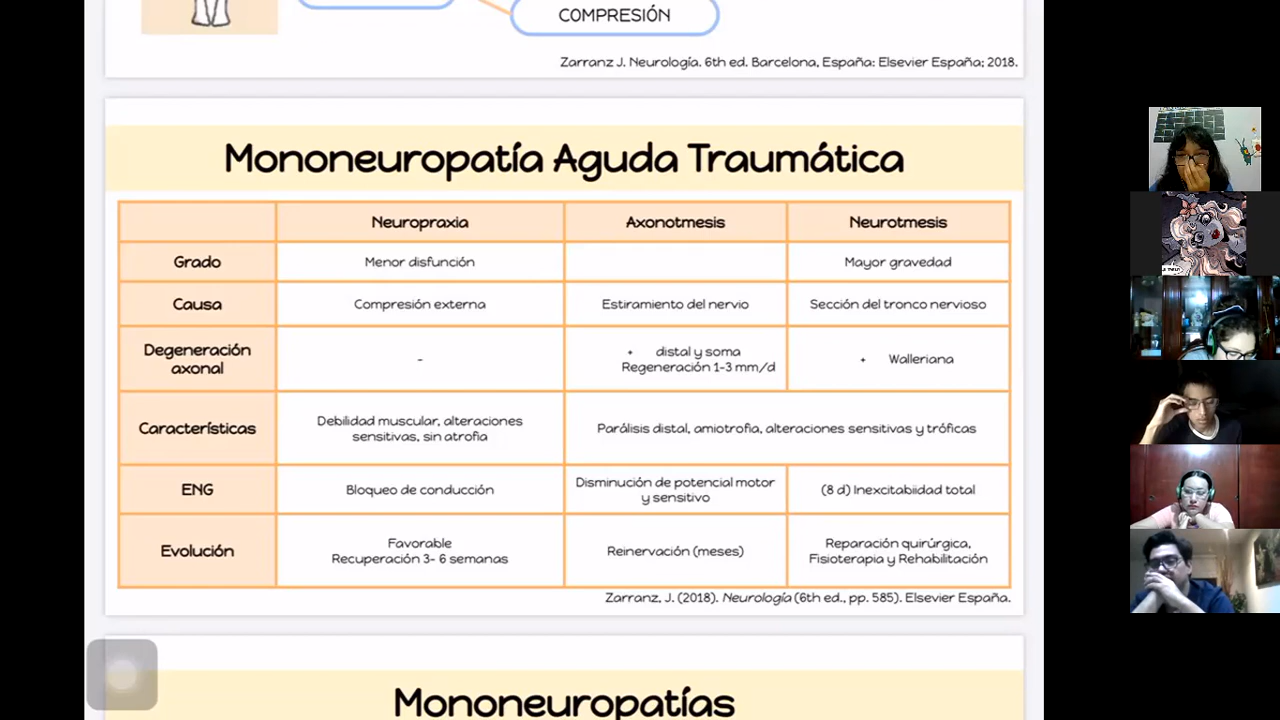 COMPRESIÓN
Zarranz J. Neurología. 6th ed. Barcelona, España: Elsevier España; 2018.
Mononeuropatía Aguda Traumática
Neuropraxia Axonotmesis Neurotmesis
Grado Menor disfunción Mayor gravedad
Causa Compresión externa Estiramiento del nervio Sección del tronco nervioso
Degeneración axonal - + distal y soma Regeneración 1-3 mm/d + Walleriana
Características Debilidad muscular, alteraciones sensitivas, sin atrofia Parálisis distal, amiotrofia, alteraciones sensitivas y tróficas
ENG Bloqueo de conducción Disminución de potencial motor y sensitivo (8 d) Inexcitabiidad total
Evolución Favorable Recuperación 3- 6 semanas Reinervación (meses) Reparación quirúrgica, Fisioterapia y Rehabilitación
Zarranz, J. (2018). Neurología (6th ed., pp. 585). Elsevier España.
Mononeuropatías